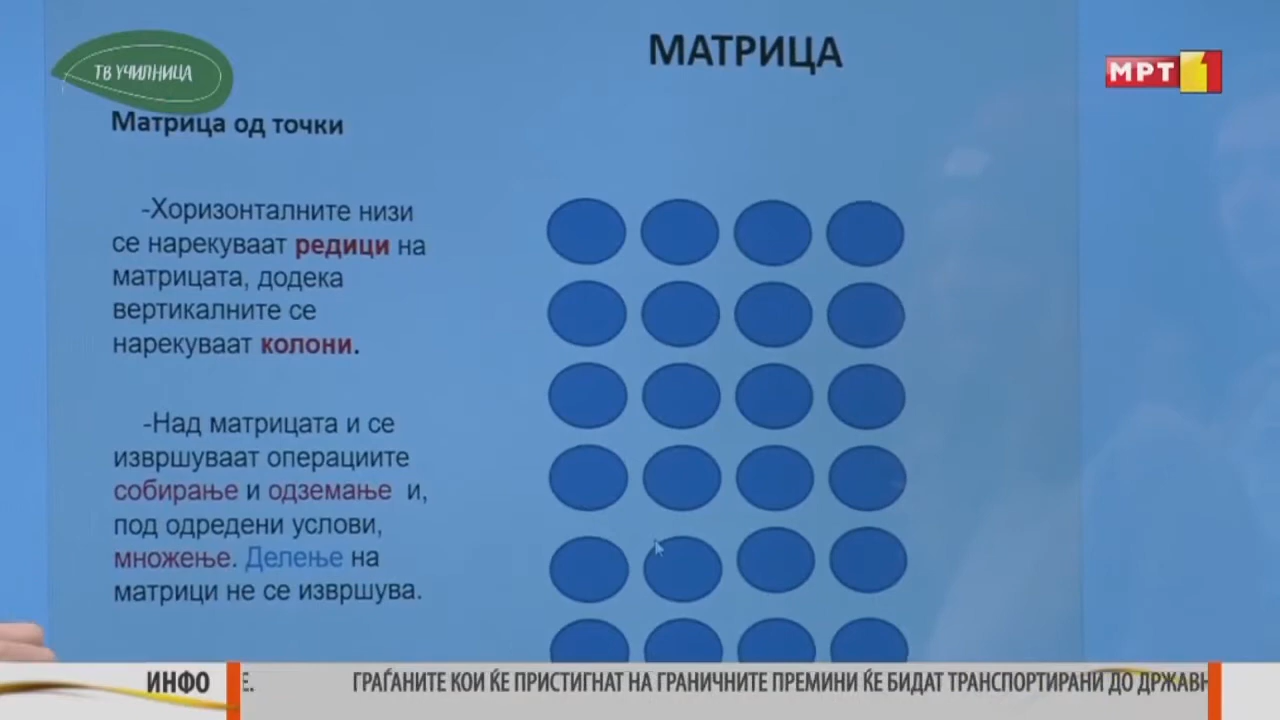 ТВ УЧИЛНИЦА
МАТРИЦА
МРТ 1
Матрица од точки
-Хоризонталните низи
се нарекуваат редици на
матрицата, додека
вертикалните се
нарекуваат колони.
-Над матрицата и се
извршуваат операциите
собирање и одземање и,
под одредени услови,
множење. Делење на
матрици не се извршува.
ИНФО
Е. ГРАЃАНИТЕ КОИ ЌЕ ПРИСТИГНАТ НА ГРАНИЧНИТЕ ПРЕМИНИ ЌЕ БИДАТ ТРАНСПОРТИРАНИ ДО